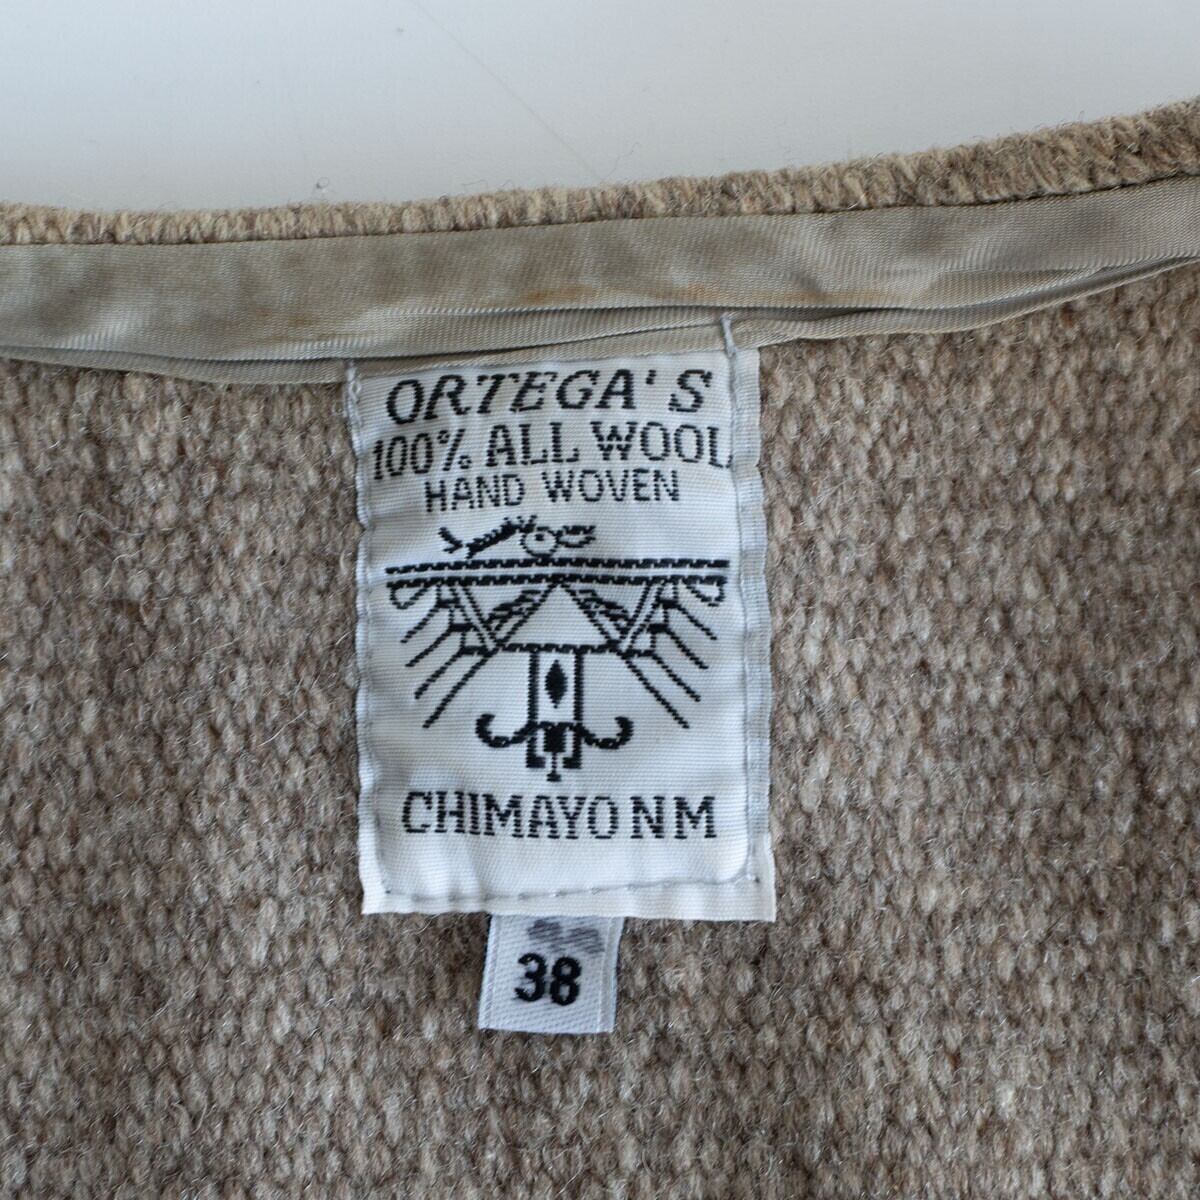 ORTEGA'S
100% ALL WOOL
HAND WOVEN
CHIMAYO NM
38